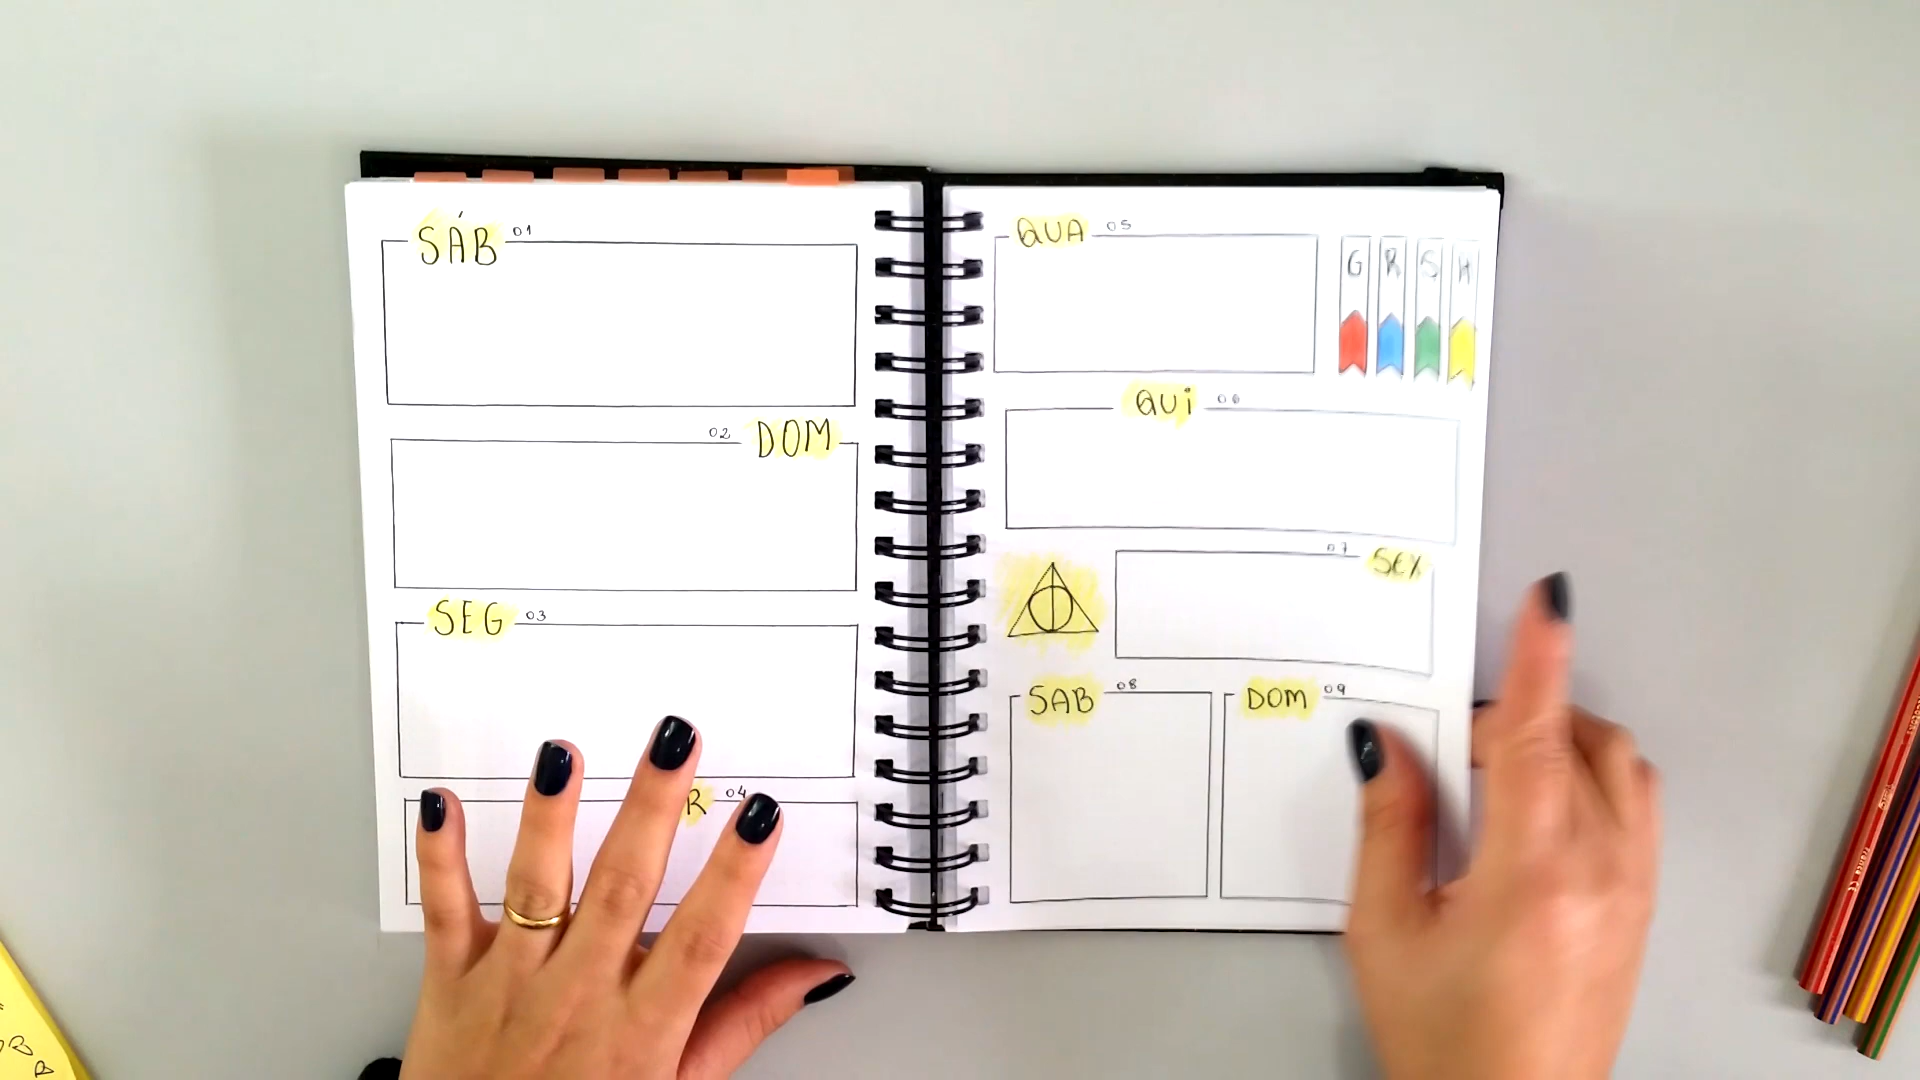 SÁB 01
02 DOM
SEG 03
R 04
QUA 05
G R S H
QUI 06
07 SEX
SAB 08
DOM 09